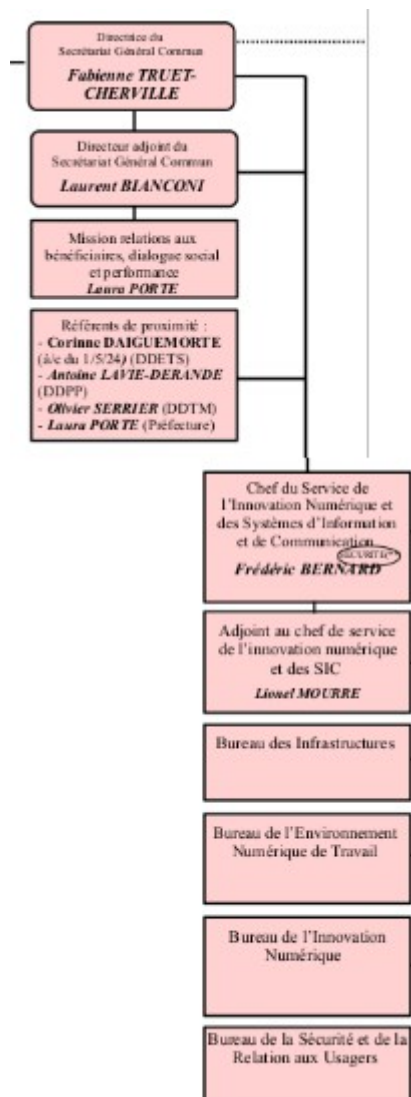 Directrice du
Secrétariat Général Commun
Fabienne TRUET-
CHERVILLE
Directeur adjoint du
Secrétariat Général Commun
Laurent BIANCONI
Mission relations aux
bénéficiaires, dialogue social
et performance
Laura PORTE
Référents de proximité :
- Corinne DAIGUEMORTE
(à/c du 1/5/24) (DDETS)
- Antoine LAVIE-DERANDE
(DDPP)
- Olivier SERRIER (DDTM)
- Laura PORTE (Préfecture)
Chef du Service de
l'Innovation Numérique et
des Systèmes d'Information
et de Communication
Frédéric BERNARD
Adjoint au chef de service
de l'innovation numérique
et des SIC
Lionel MOURRE
Bureau des Infrastructures
Bureau de l'Environnement
Numérique de Travail
Bureau de l'Innovation
Numérique
Bureau de la Sécurité et de la
Relation aux Usagers